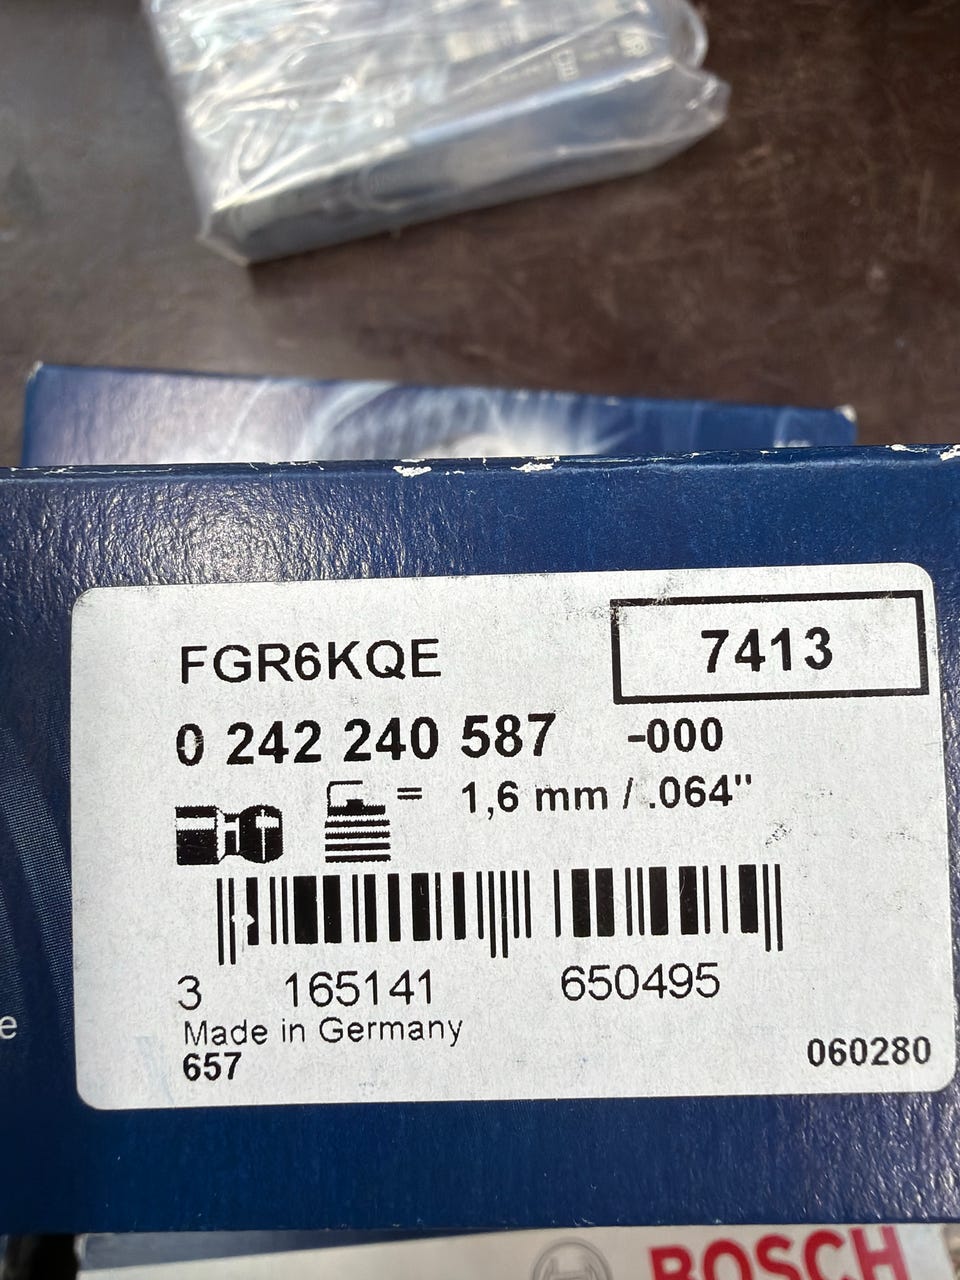 FGR6KQE
7413
0 242 240 587 -000
= 1,6 mm / .064"
3 165141 650495
Made in Germany
657
060280
e
BOSCH